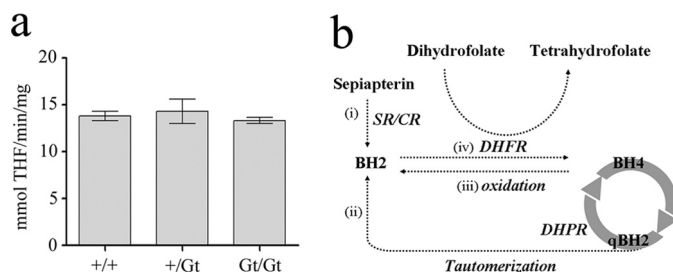 a
mmol THF/min/mg
20
15
10
5
0
+/+ +/Gt Gt/Gt
b
Dihydrofolate Tetrahydrofolate
Sepiapterin
(i) SR/CR
(iv) DHFR
BH2 BH4
(iii) oxidation
(ii)
DHPR qBH2
Tautomerization